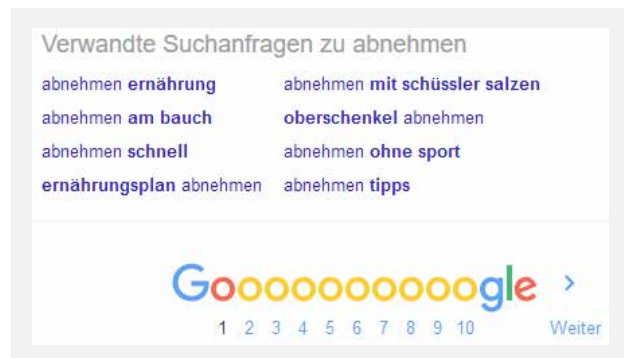 Verwandte Suchanfragen zu abnehmen
abnehmen ernährung
abnehmen mit schüssler salzen
abnehmen am bauch
oberschenkel abnehmen
abnehmen schnell
abnehmen ohne sport
ernährungsplan abnehmen
abnehmen tipps
Goooooooooogle >
1 2 3 4 5 6 7 8 9 10 Weiter